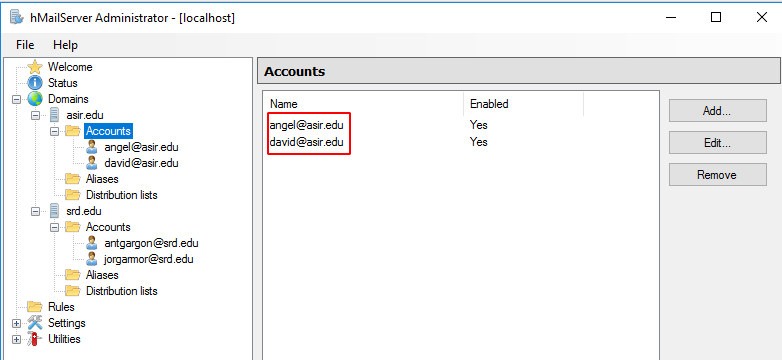 hMailServer Administrator - [localhost]
File Help
Welcome
Status
Domains
asir.edu
Accounts
angel@asir.edu
david@asir.edu
Aliases
Distribution lists
srd.edu
Accounts
antgargon@srd.edu
jorgarmor@srd.edu
Aliases
Distribution lists
Rules
Settings
Utilities
Accounts
Name Enabled
angel@asir.edu Yes
david@asir.edu Yes
Add...
Edit...
Remove